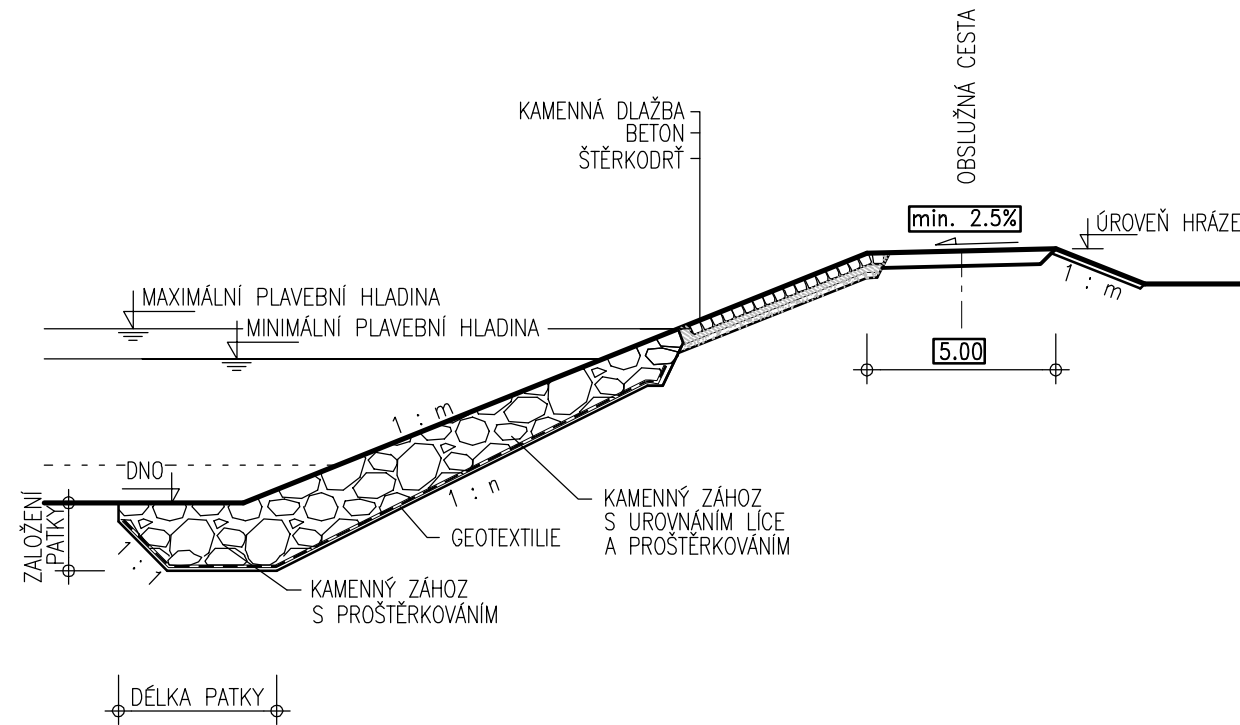 OBSLUŽNÁ CESTA
KAMENNÁ DLAŽBA
BETON
ŠTĚRKODRŤ
min. 2.5%
ÚROVEŇ HRÁZE
1 : m
MAXIMÁLNÍ PLAVEBNÍ HLADINA
MINIMÁLNÍ PLAVEBNÍ HLADINA
5.00
1 : m
DNO
1 : n
ZALOŽENÍ
PATKY
1 : 1
GEOTEXTILIE
KAMENNÝ ZÁHOZ
S UROVNÁNÍM LÍCE
A PROŠTĚRKOVÁNÍM
KAMENNÝ ZÁHOZ
S PROŠTĚRKOVÁNÍM
DÉLKA PATKY